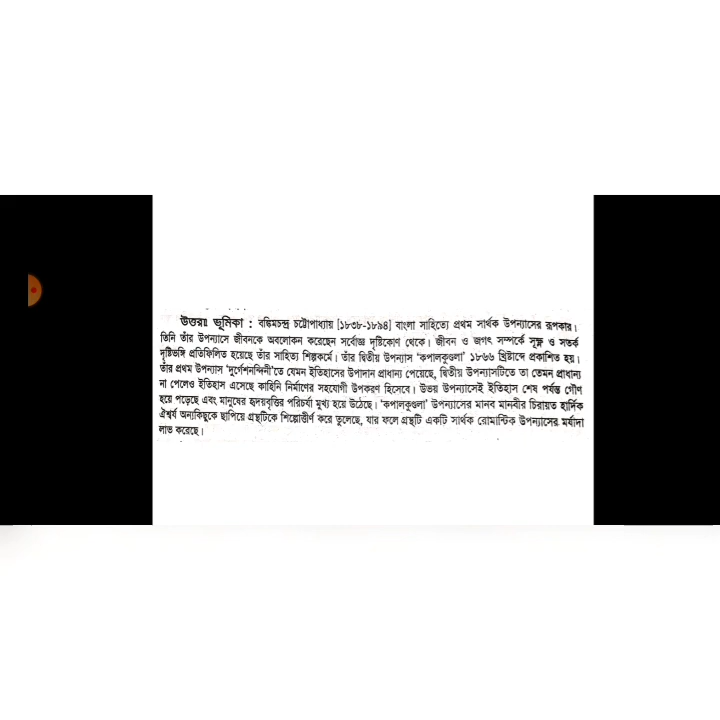 উত্তরঃ ভূমিকা : বঙ্কিমচন্দ্র চট্টোপাধ্যায় [১৮৩৮-১৮৯৪] বাংলা সাহিত্যে প্রথম সার্থক উপন্যাসের রূপকার।
তিনি তাঁর উপন্যাসে জীবনকে অবলোকন করেছেন সর্বোচ্চ দৃষ্টিকোণ থেকে। জীবন ও জগৎ সম্পর্কে সূক্ষ্ম ও সতর্ক
দৃষ্টিভঙ্গি প্রতিফিলিত হয়েছে তাঁর সাহিত্য শিল্পকর্মে। তাঁর দ্বিতীয় উপন্যাস ‘কপালকুণ্ডলা’ ১৮৬৬ খ্রিষ্টাব্দে প্রকাশিত হয়।
তাঁর প্রথম উপন্যাস ‘দুর্গেশনন্দিনী’তে যেমন ইতিহাসের উপাদান প্রাধান্য পেয়েছে, দ্বিতীয় উপন্যাসটিতে তা তেমন প্রাধান্য
না পেলেও ইতিহাস এসেছে কাহিনি নির্মাণের সহযোগী উপকরণ হিসেবে। উভয় উপন্যাসেই ইতিহাস শেষ পর্যন্ত গৌণ
হয়ে পড়েছে এবং মানুষের হৃদয়বৃত্তির পরিচর্যা মুখ্য হয়ে উঠেছে। ‘কপালকুণ্ডলা’ উপন্যাসের মানব মানবীর চিরায়ত হার্দিক
ঐশ্বর্য অন্যকিছুকে ছাপিয়ে গ্রন্থটিকে শিল্পোত্তীর্ণ করে তুলেছে, যার ফলে গ্রন্থটি একটি সার্থক রোমান্টিক উপন্যাসের মর্যাদা
লাভ করেছে।